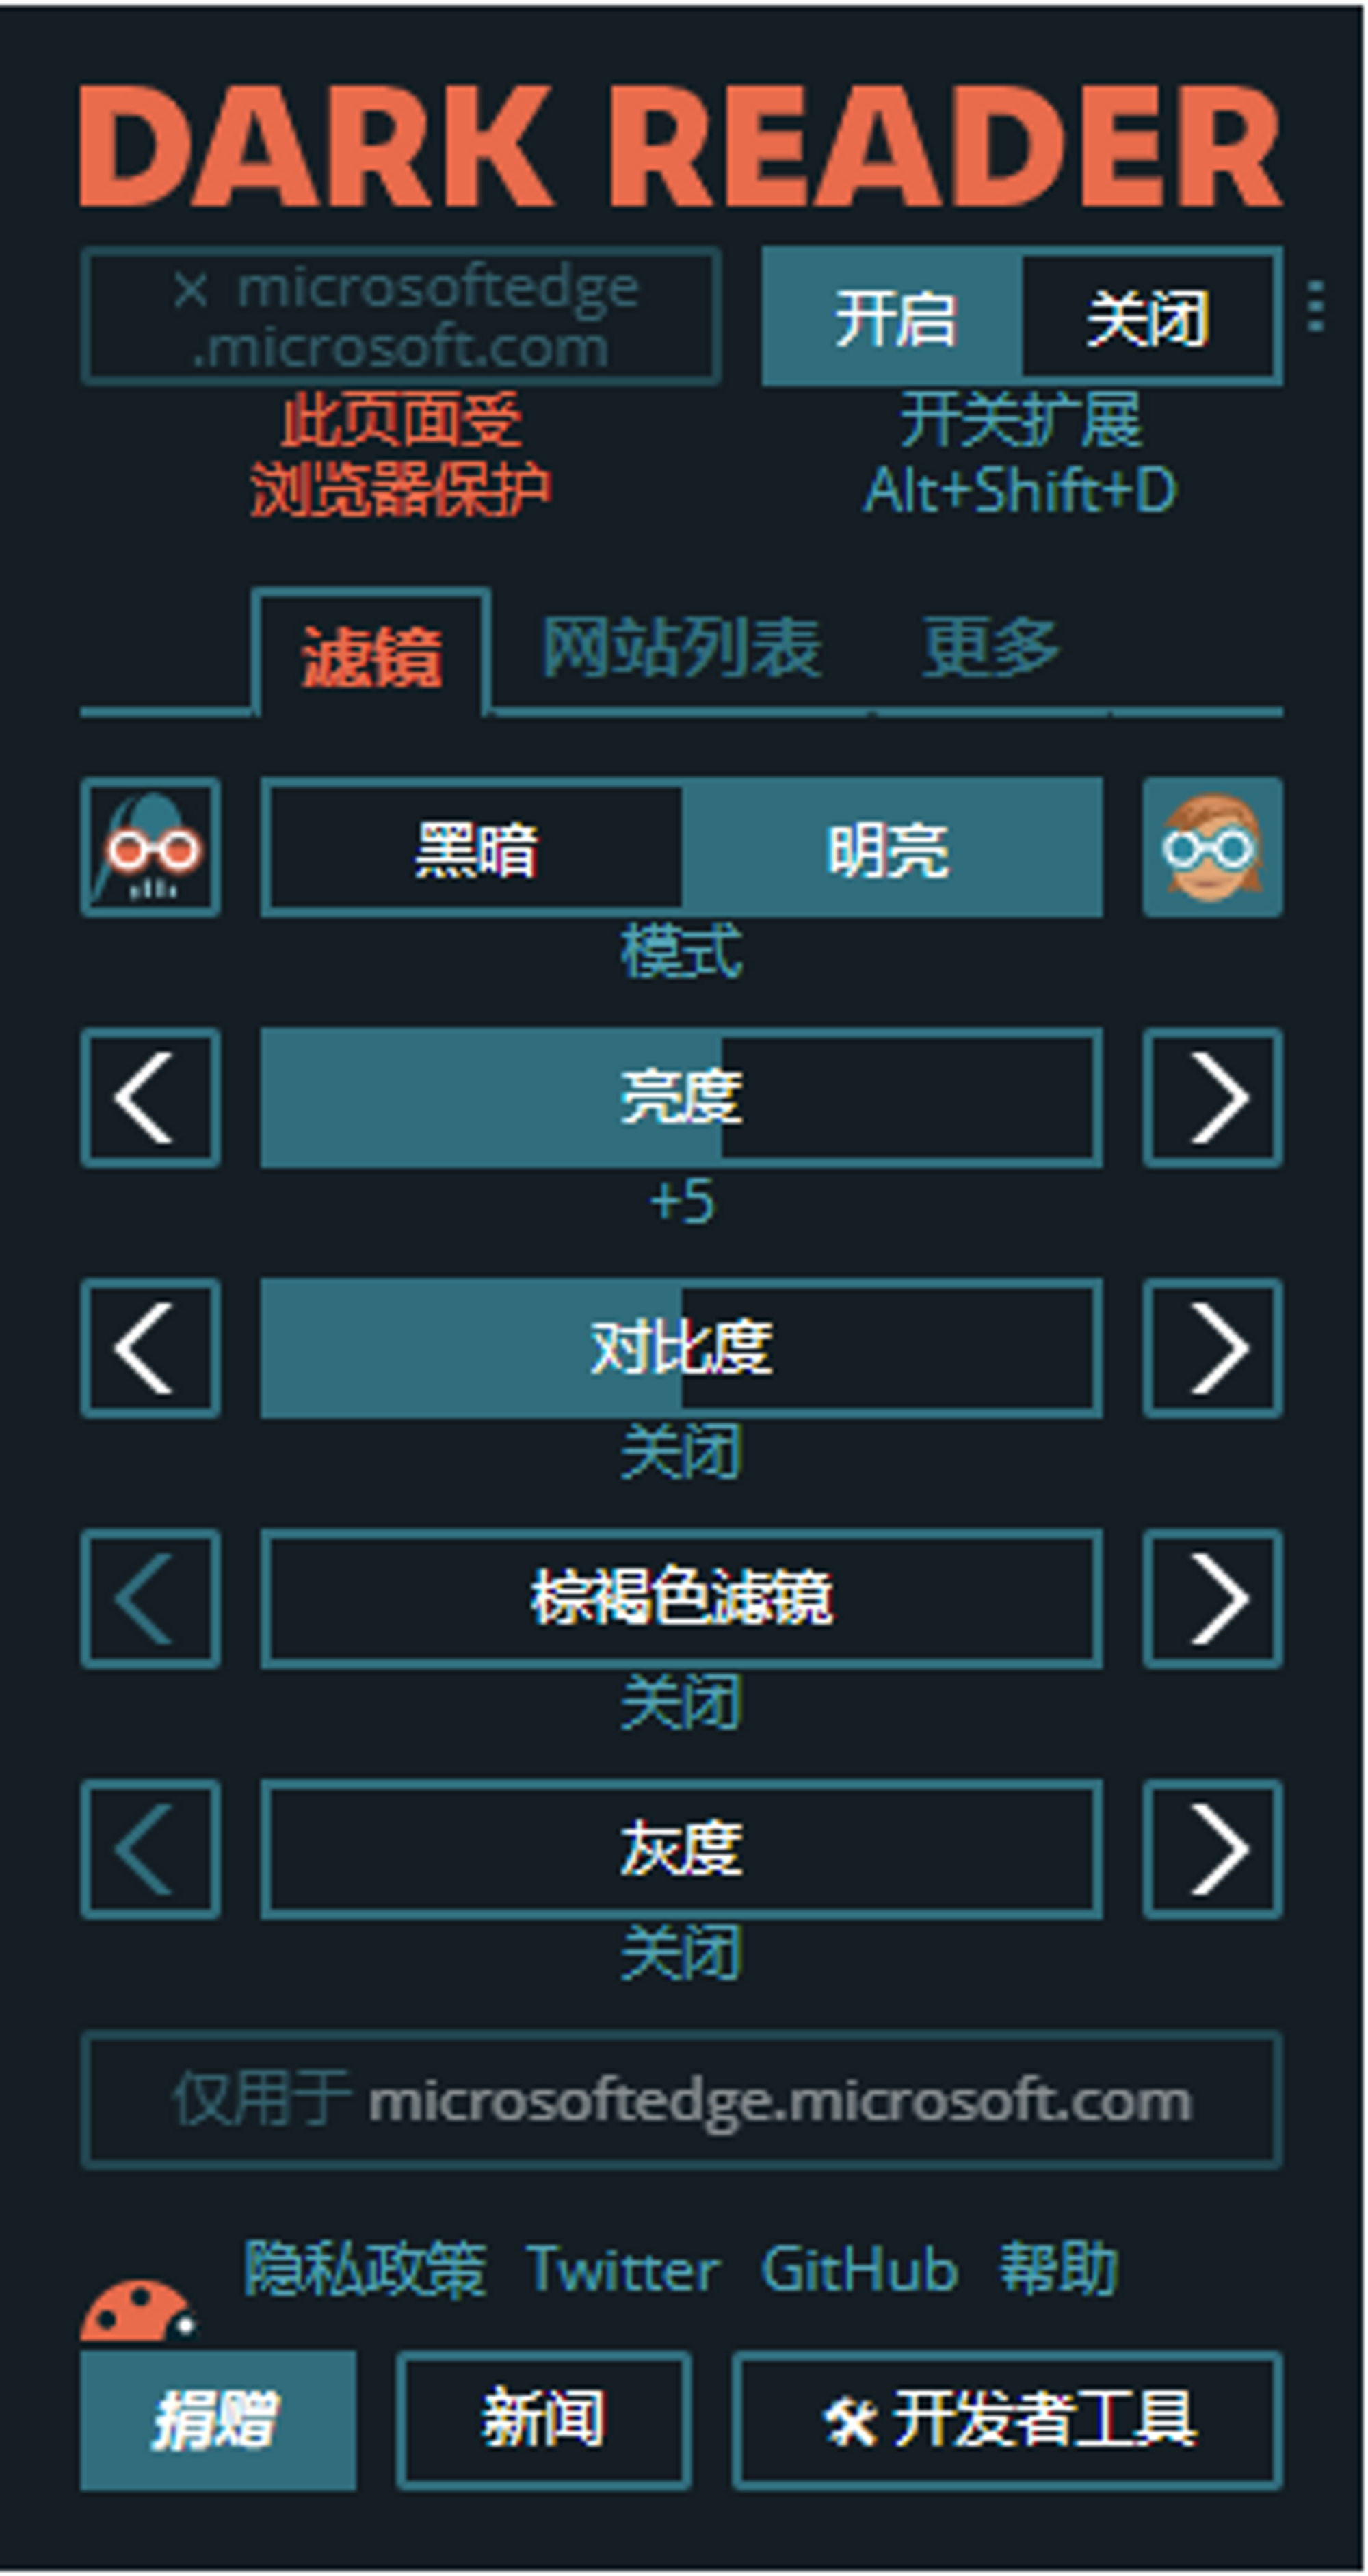 DARK READER
× microsoftedge
.microsoft.com
开启 关闭
此页面受
浏览器保护
开关扩展
Alt+Shift+D
滤镜 网站列表 更多
黑暗 明亮
模式
亮度
+5
对比度
关闭
棕褐色滤镜
关闭
灰度
关闭
仅用于 microsoftedge.microsoft.com
隐私政策 Twitter GitHub 帮助
捐赠 新闻 🛠 开发者工具